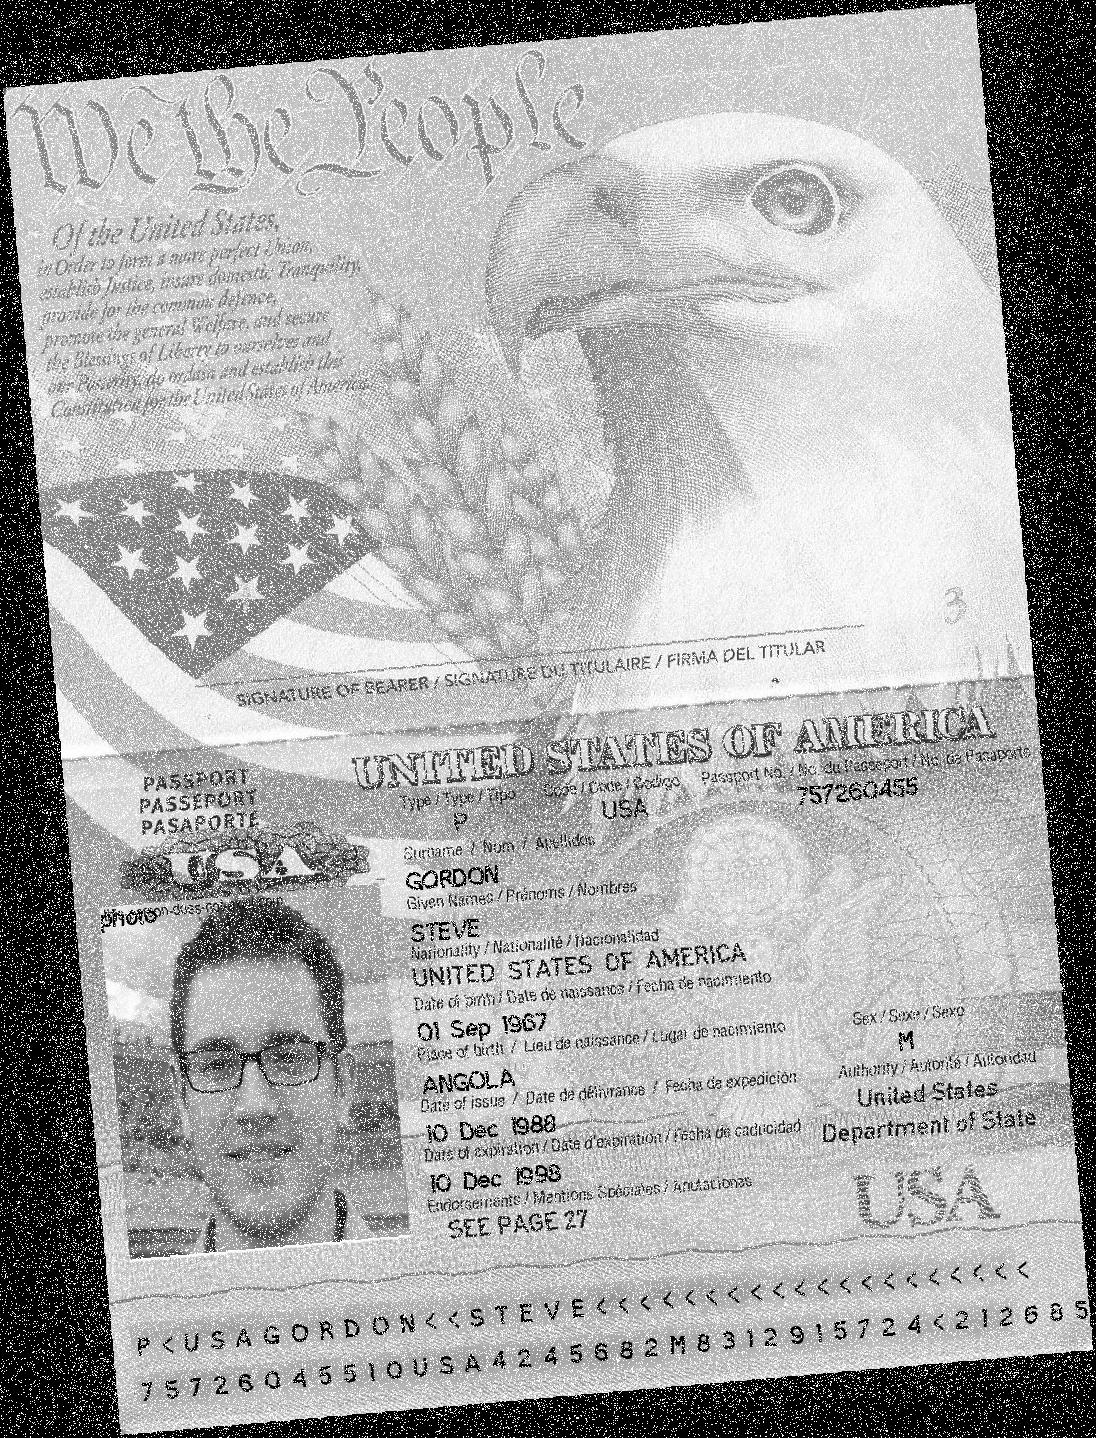 We the People
Of the United States,
in Order to form a more perfect Union,
establish Justice, insure domestic Tranquility,
provide for the common defence,
promote the general Welfare, and secure
the Blessings of Liberty to ourselves and
our Posterity, do ordain and establish this
Constitution for the United States of America.
3
SIGNATURE OF BEARER / SIGNATURE DU TITULAIRE / FIRMA DEL TITULAR
UNITED STATES OF AMERICA
PASSPORT
PASSEPORT
PASAPORTE
USA
Type / Type / Tipo Code / Code / Codigo Passport No. / No. du Passeport / No. de Pasaporte
P USA 757260455
Surname / Nom / Apellidos
GORDON
Given Names / Prénoms / Nombres
STEVE
Nationality / Nationalité / Nacionalidad
UNITED STATES OF AMERICA
Date of birth / Date de naissance / Fecha de nacimiento
01 Sep 1967
Place of birth / Lieu de naissance / Lugar de nacimiento Sex / Sexe / Sexo
ANGOLA M
Date of issue / Date de délivrance / Fecha de expedición Authority / Autorité / Autoridad
10 Dec 1988 United States
Date of expiration / Date d'expiration / Fecha de caducidad Department of State
10 Dec 1998
Endorsements / Mentions Spéciales / Anotaciones
SEE PAGE 27
USA
photo
P<USAGORDON<<STEVE<<<<<<<<<<<<<<<<<<<<
7572604551OUSA4245682M8312915724<212685